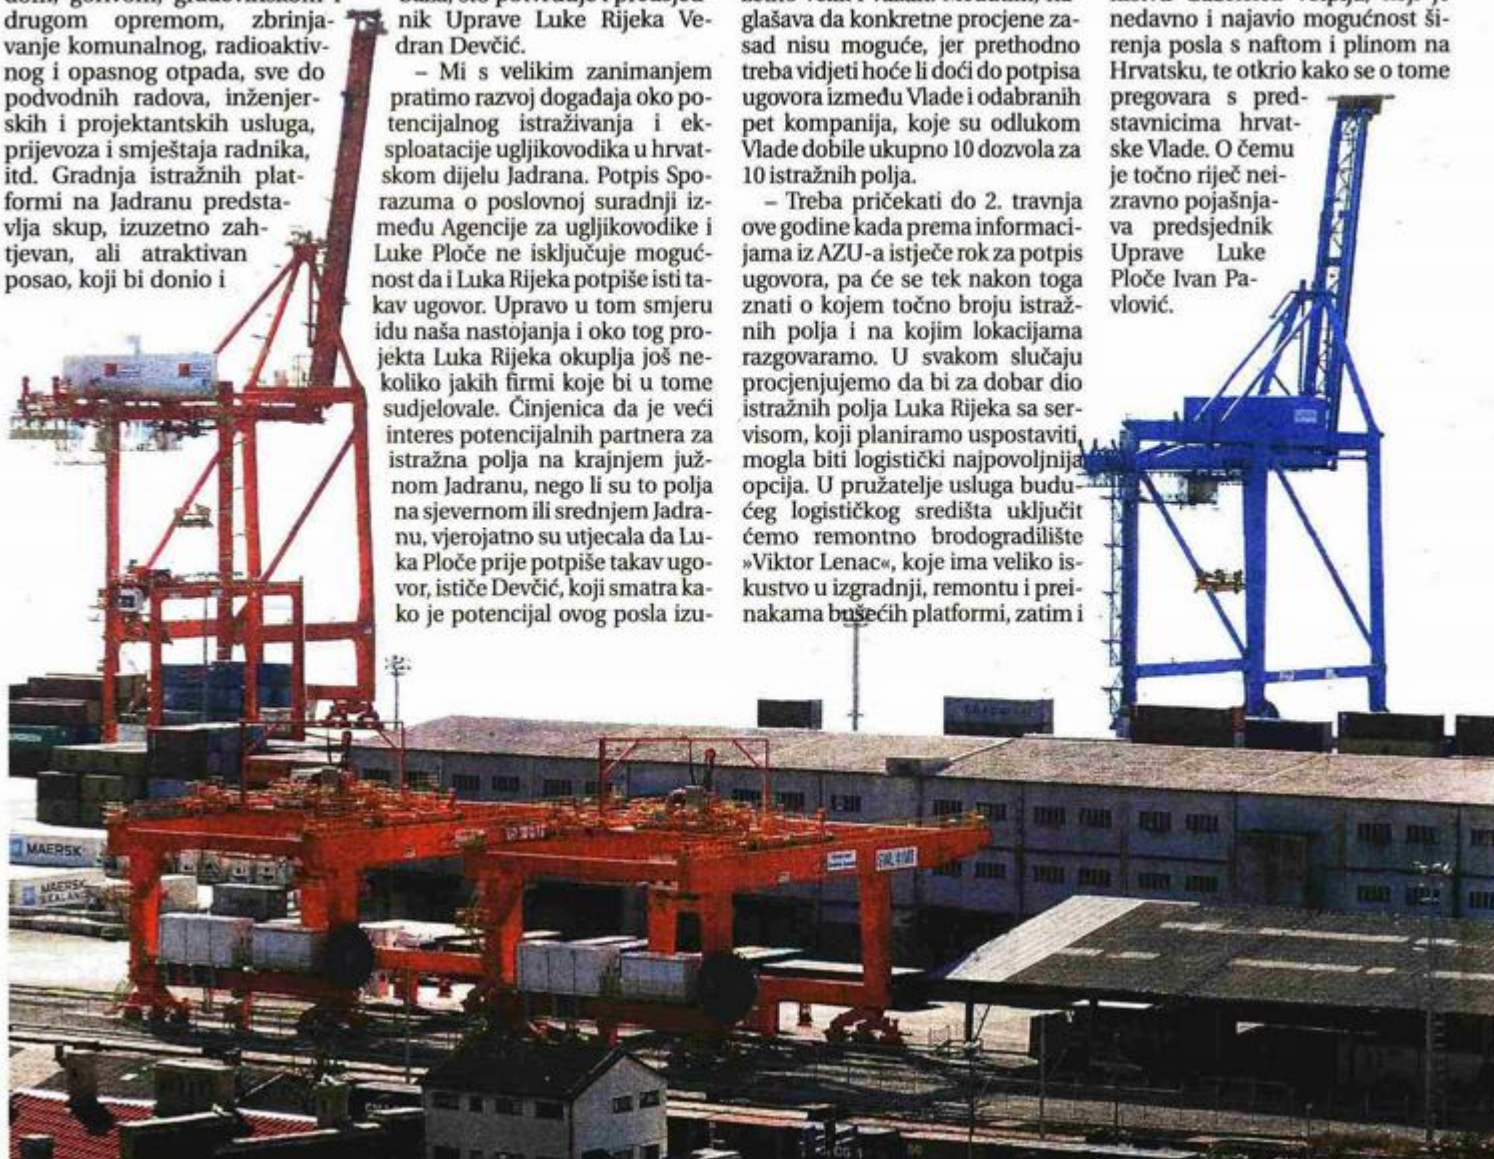 drugom opremom, zbrinja-
vanje komunalnog, radioaktiv-
nog i opasnog otpada, sve do
podvodnih radova, inženjer-
skih i projektantskih usluga,
prijevoza i smještaja radnika,
itd. Gradnja istražnih plat-
formi na Jadranu predsta-
vlja skup, izuzetno zah-
tjevan, ali atraktivan
posao, koji bi donio i
nik Uprave Luke Rijeka Ve-
dran Devčić.
– Mi s velikim zanimanjem
pratimo razvoj događaja oko po-
tencijalnog istraživanja i ek-
sploatacije ugljikovodika u hrvat-
skom dijelu Jadrana. Potpis Spo-
razuma o poslovnoj suradnji iz-
među Agencije za ugljikovodike i
Luke Ploče ne isključuje moguć-
nost da i Luka Rijeka potpiše isti ta-
kav ugovor. Upravo u tom smjeru
idu naša nastojanja i oko tog pro-
jekta Luka Rijeka okuplja još ne-
koliko jakih firmi koje bi u tome
sudjelovale. Činjenica da je veći
interes potencijalnih partnera za
istražna polja na krajnjem juž-
nom Jadranu, nego li su to polja
na sjevernom ili srednjem Jadra-
nu, vjerojatno su utjecala da Lu-
ka Ploče prije potpiše takav ugo-
vor, ističe Devčić, koji smatra ka-
ko je potencijal ovog posla izu-
glašava da konkretne procjene za-
sad nisu moguće, jer prethodno
treba vidjeti hoće li doći do potpisa
ugovora između Vlade i odabranih
pet kompanija, koje su odlukom
Vlade dobile ukupno 10 dozvola za
10 istražnih polja.
– Treba pričekati do 2. travnja
ove godine kada prema informaci-
jama iz AZU-a istječe rok za potpis
ugovora, pa će se tek nakon toga
znati o kojem točno broju istraž-
nih polja i na kojim lokacijama
razgovaramo. U svakom slučaju
procjenjujemo da bi za dobar dio
istražnih polja Luka Rijeka sa ser-
visom, koji planiramo uspostaviti,
mogla biti logistički najpovoljnija
opcija. U pružatelje usluga budu-
ćeg logističkog središta uključit
ćemo remontno brodogradilište
»Viktor Lenac«, koje ima veliko is-
kustvo u izgradnji, remontu i prei-
nakama bušećih platformi, zatim i
nedavno i najavio mogućnost ši-
renja posla s naftom i plinom na
Hrvatsku, te otkrio kako se o tome
pregovara s pred-
stavnicima hrvat-
ske Vlade. O čemu
je točno riječ nei-
zravno pojašnja-
va predsjednik
Uprave Luke
Ploče Ivan Pa-
vlović.
MAERSK
MAERSK
SEALAND